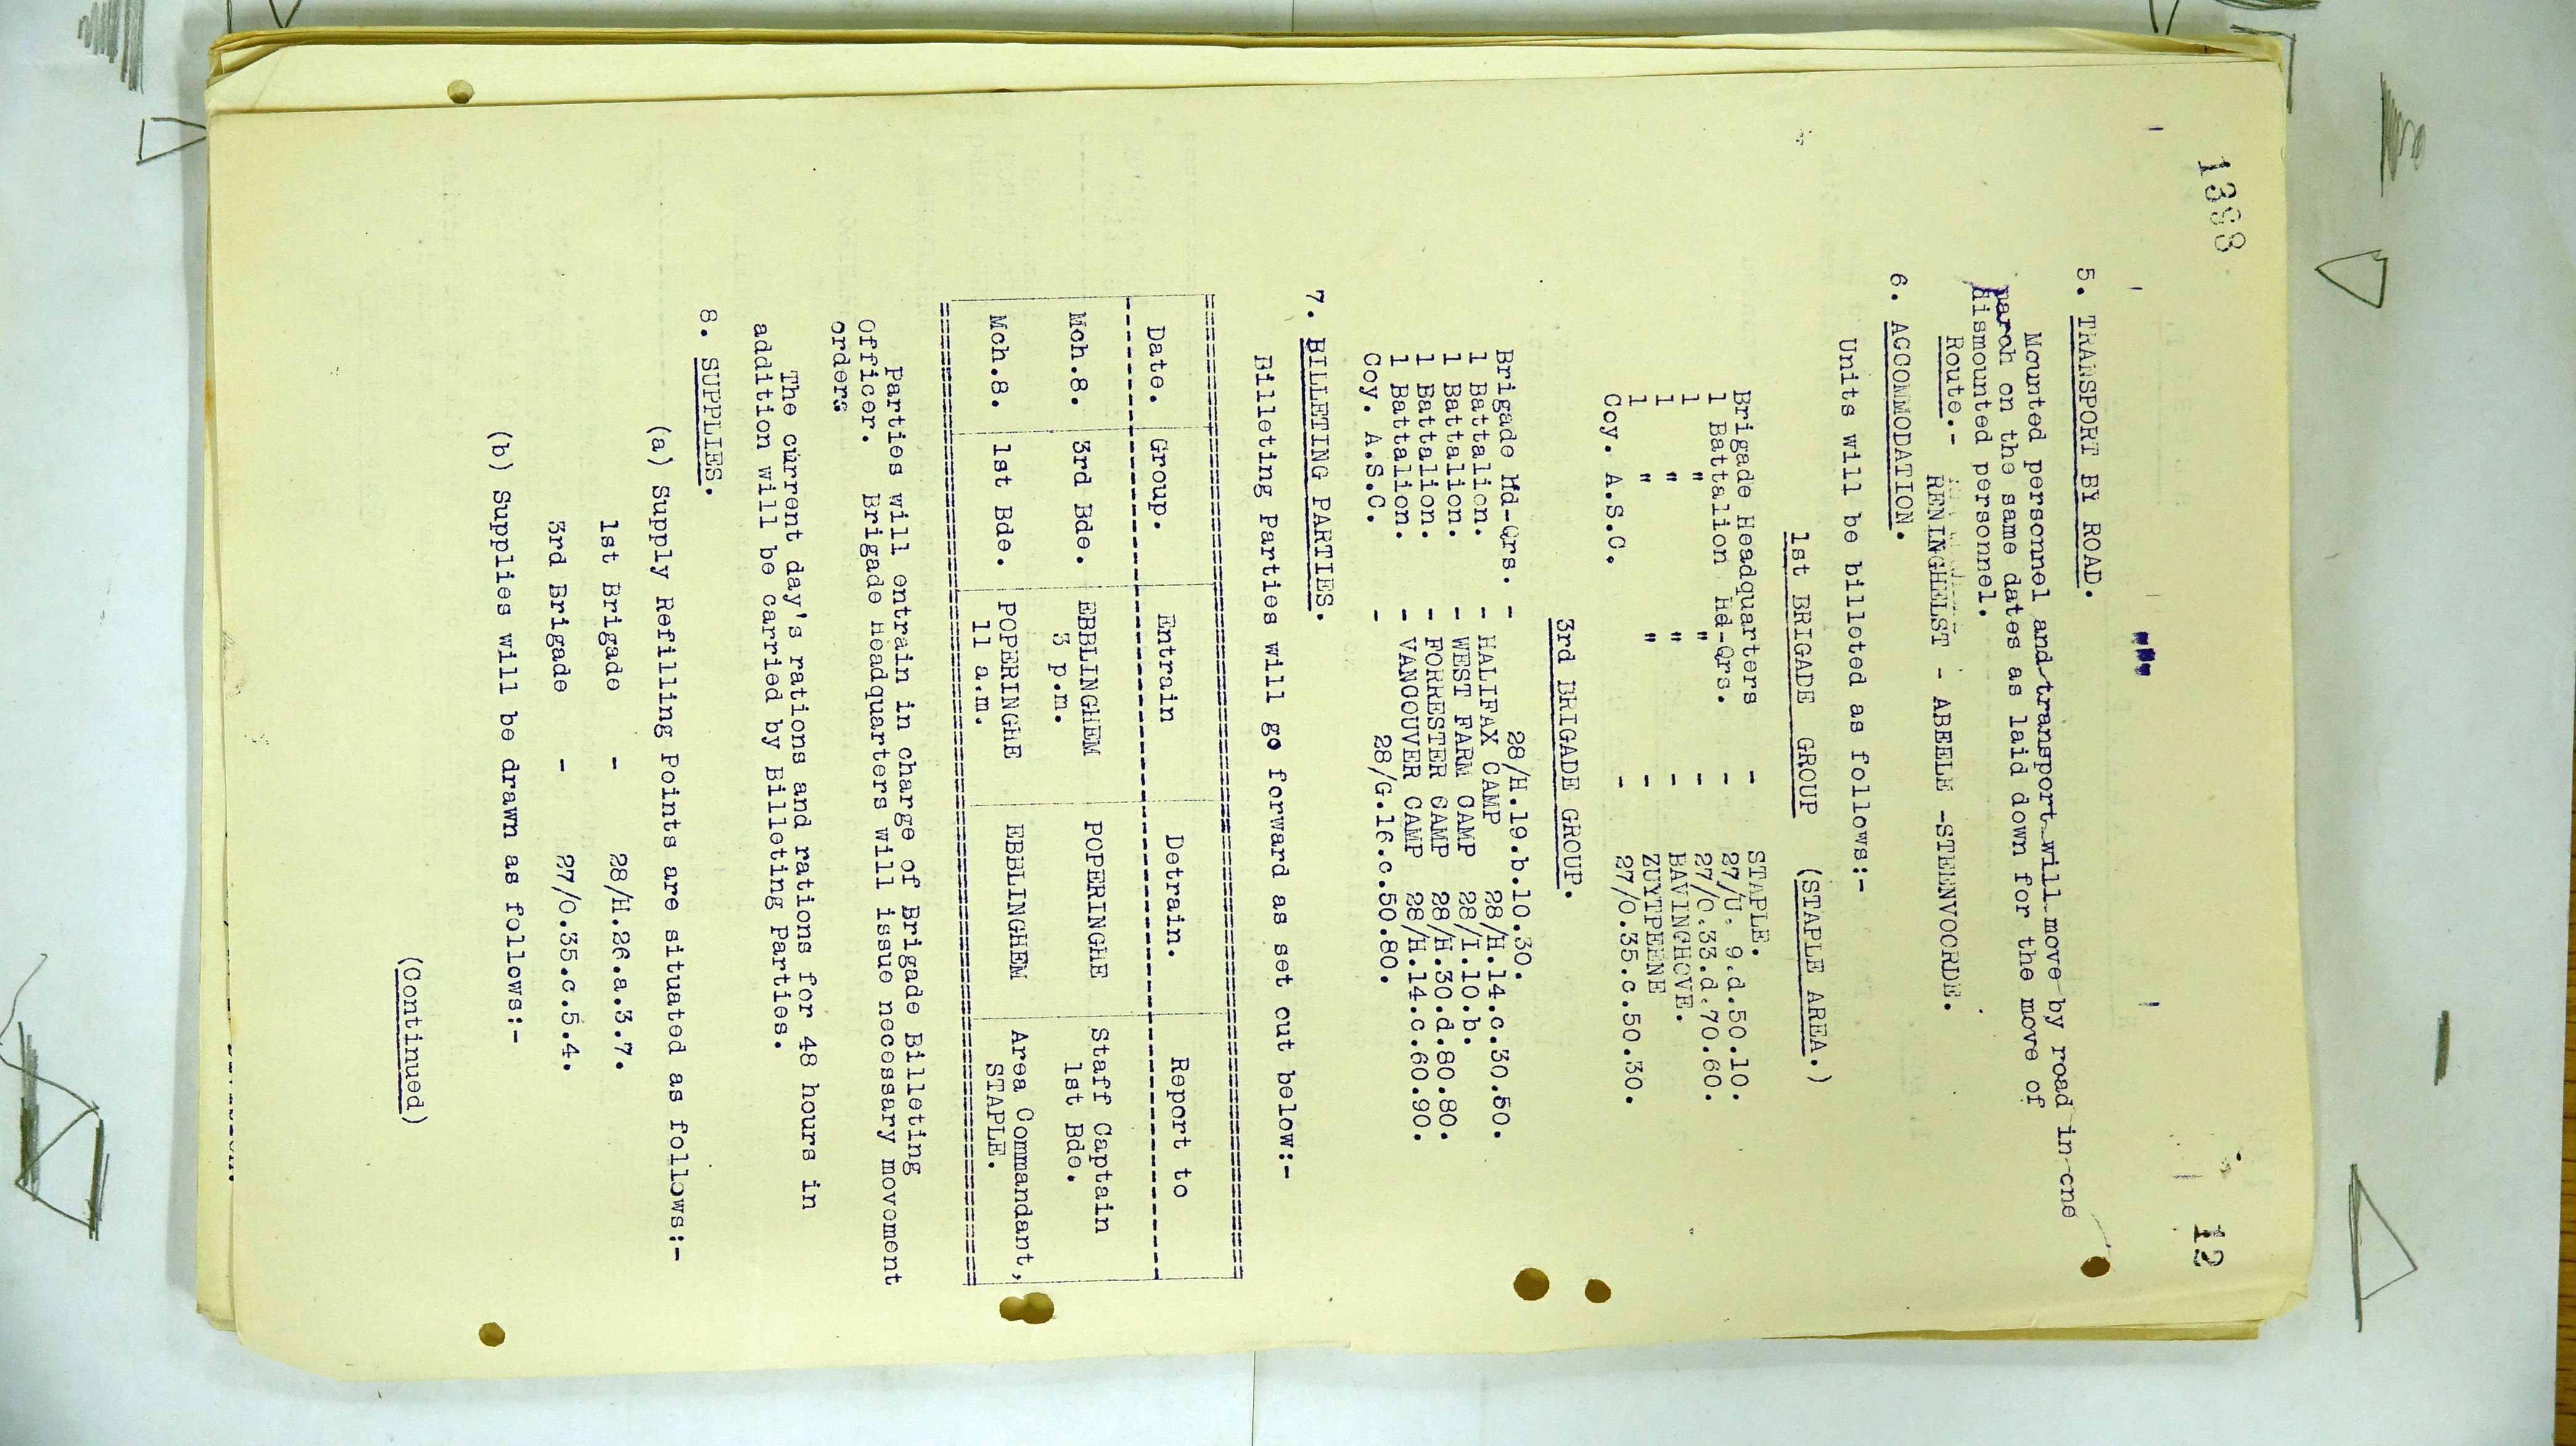 1398
12
5. TRANSPORT BY ROAD.
Mounted personnel and transport will move by road in one
march on the same dates as laid down for the move of
dismounted personnel.
Route.- RENINGHELST - ABEELE -STEENVOORDE.
6. ACCOMMODATION.
Units will be billeted as follows:-
1st BRIGADE GROUP (STAPLE AREA.)
Brigade Headquarters - STAPLE.
1 Battalion Hd-Qrs. - 27/U. 9.d.50.10.
1 " " - 27/O.33.d.70.60.
1 " " - BAVINCHOVE.
1 " " - ZUYTPEENE
Coy. A.S.C. - 27/O.35.c.50.30.
3rd BRIGADE GROUP.
Brigade Hd-Qrs. - 28/H.19.b.10.30.
1 Battalion. - HALIFAX CAMP 28/H.14.c.30.50.
1 Battalion. - WEST FARM CAMP 28/I.10.b.
1 Battalion. - FORRESTER CAMP 28/H.30.d.80.80.
1 Battalion. - VANCOUVER CAMP 28/H.14.c.60.90.
Coy. A.S.C. - 28/G.16.c.50.80.
7. BILLETING PARTIES.
Billeting Parties will go forward as set out below:-
Date. Group. Entrain Detrain. Report to
Mch.8. 3rd Bde. EBBLINGHEM POPERINGHE Staff Captain
3 p.m. 1st Bde.
Mch.8. 1st Bde. POPERINGHE EBBLINGHEM Area Commandant,
11 a.m. STAPLE.
Parties will entrain in charge of Brigade Billeting
Officer. Brigade Headquarters will issue necessary movement
orders
The current day's rations and rations for 48 hours in
addition will be carried by Billeting Parties.
8. SUPPLIES.
(a) Supply Refilling Points are situated as follows:-
1st Brigade - 28/H.26.a.3.7.
3rd Brigade - 27/O.35.c.5.4.
(b) Supplies will be drawn as follows:-
(Continued)